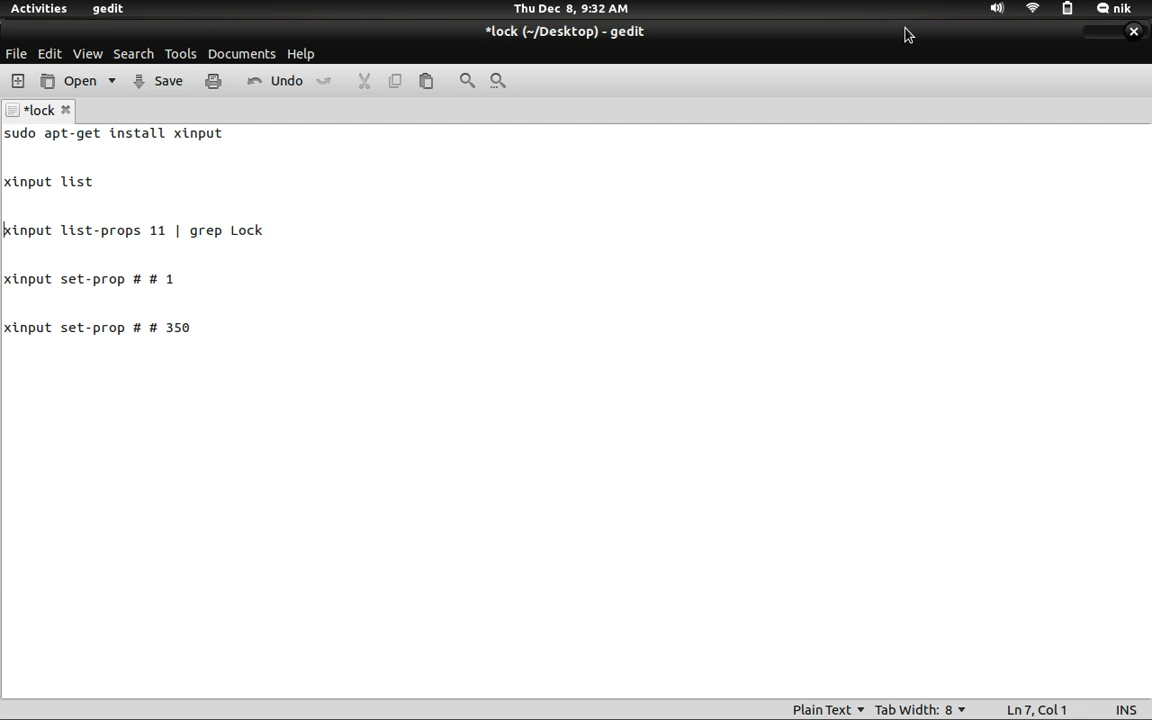 Activities gedit Thu Dec 8, 9:32 AM nik
*lock (~/Desktop) - gedit
File Edit View Search Tools Documents Help
Open Save Undo
*lock
sudo apt-get install xinput
xinput list
xinput list-props 11 | grep Lock
xinput set-prop # # 1
xinput set-prop # # 350
Plain Text Tab Width: 8 Ln 7, Col 1 INS